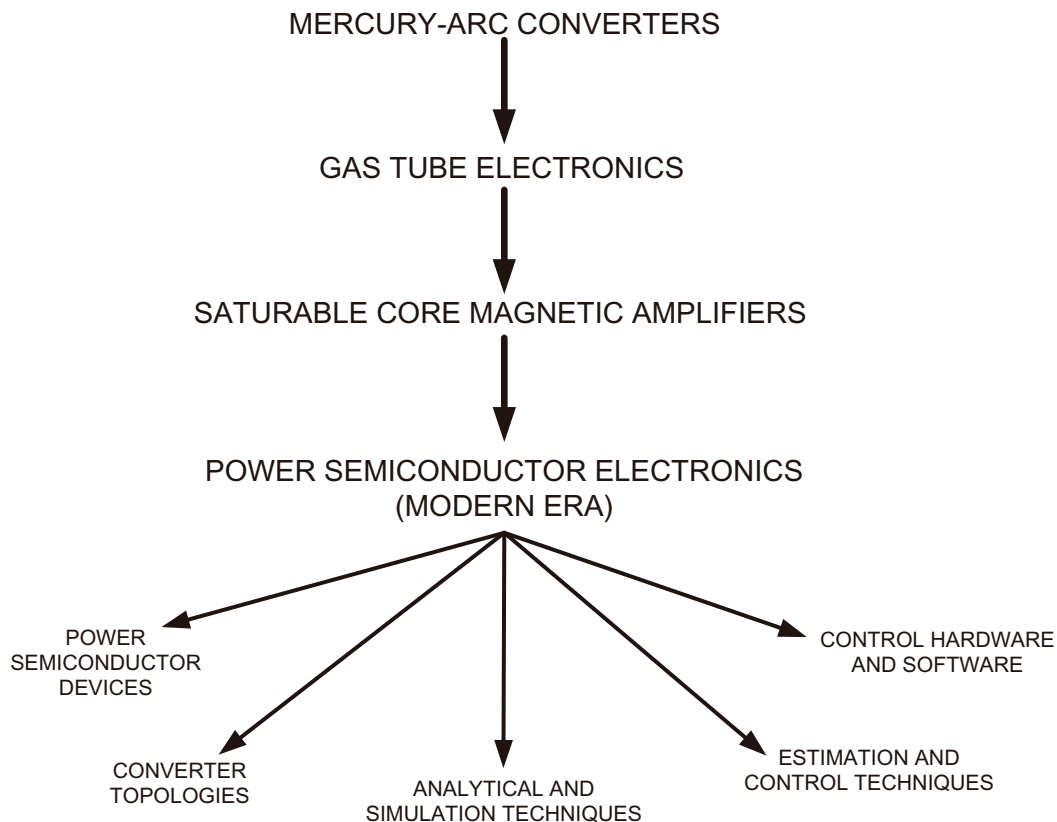 MERCURY-ARC CONVERTERS
GAS TUBE ELECTRONICS
SATURABLE CORE MAGNETIC AMPLIFIERS
POWER SEMICONDUCTOR ELECTRONICS
(MODERN ERA)
POWER
SEMICONDUCTOR
DEVICES
CONVERTER
TOPOLOGIES
ANALYTICAL AND
SIMULATION TECHNIQUES
ESTIMATION AND
CONTROL TECHNIQUES
CONTROL HARDWARE
AND SOFTWARE